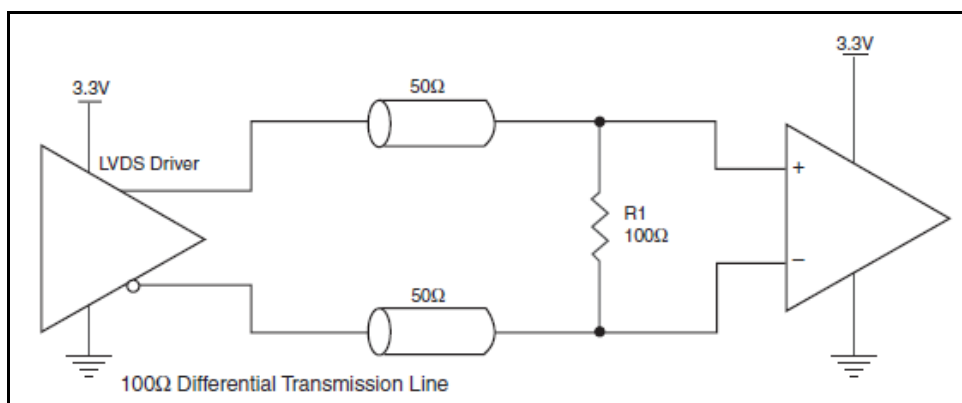 3.3V
3.3V
50Ω
LVDS Driver
+
R1
100Ω
−
50Ω
100Ω Differential Transmission Line